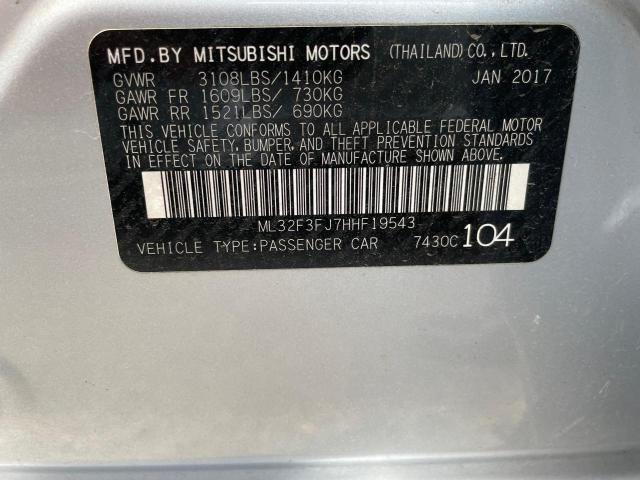 MFD.BY MITSUBISHI MOTORS (THAILAND)CO.,LTD.
GVWR 3108LBS/1410KG JAN 2017
GAWR FR 1609LBS/ 730KG
GAWR RR 1521LBS/ 690KG
THIS VEHICLE CONFORMS TO ALL APPLICABLE FEDERAL MOTOR
VEHICLE SAFETY,BUMPER,AND THEFT PREVENTION STANDARDS
IN EFFECT ON THE DATE OF MANUFACTURE SHOWN ABOVE.
ML32F3FJ7HHF19543
VEHICLE TYPE:PASSENGER CAR 7430C 104